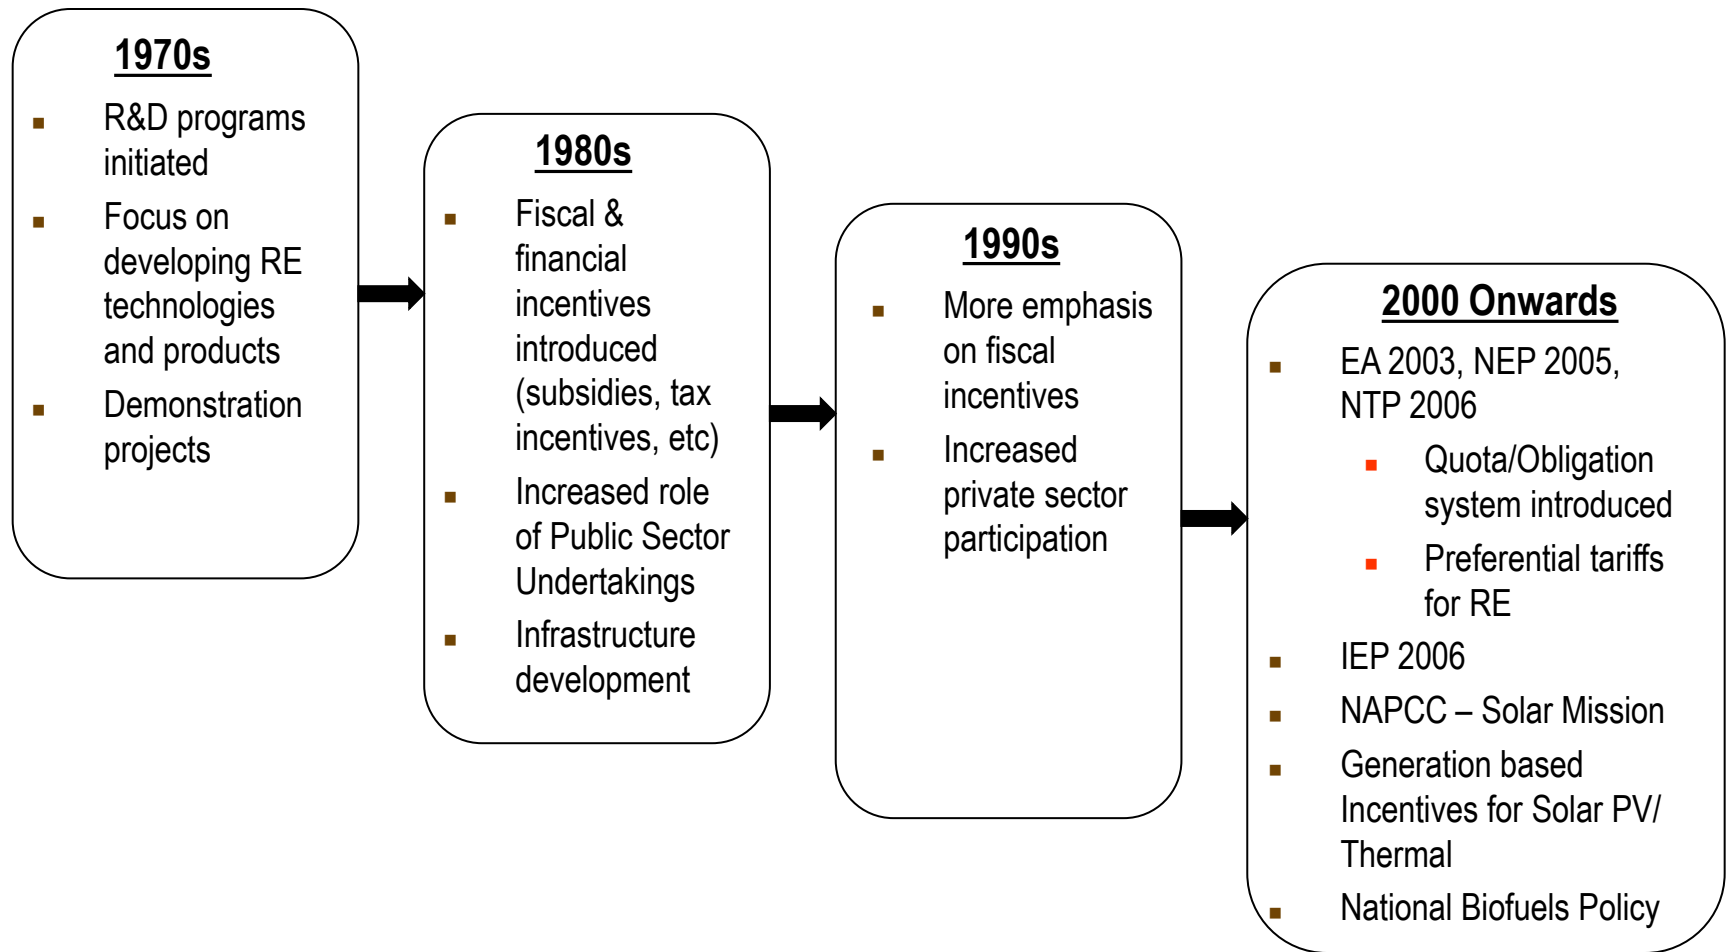 1970s
R&D programs
initiated
Focus on
developing RE
technologies
and products
Demonstration
projects
1980s
Fiscal &
financial
incentives
introduced
(subsidies, tax
incentives, etc)
Increased role
of Public Sector
Undertakings
Infrastructure
development
1990s
More emphasis
on fiscal
incentives
Increased
private sector
participation
2000 Onwards
EA 2003, NEP 2005,
NTP 2006
Quota/Obligation
system introduced
Preferential tariffs
for RE
IEP 2006
NAPCC – Solar Mission
Generation based
Incentives for Solar PV/
Thermal
National Biofuels Policy